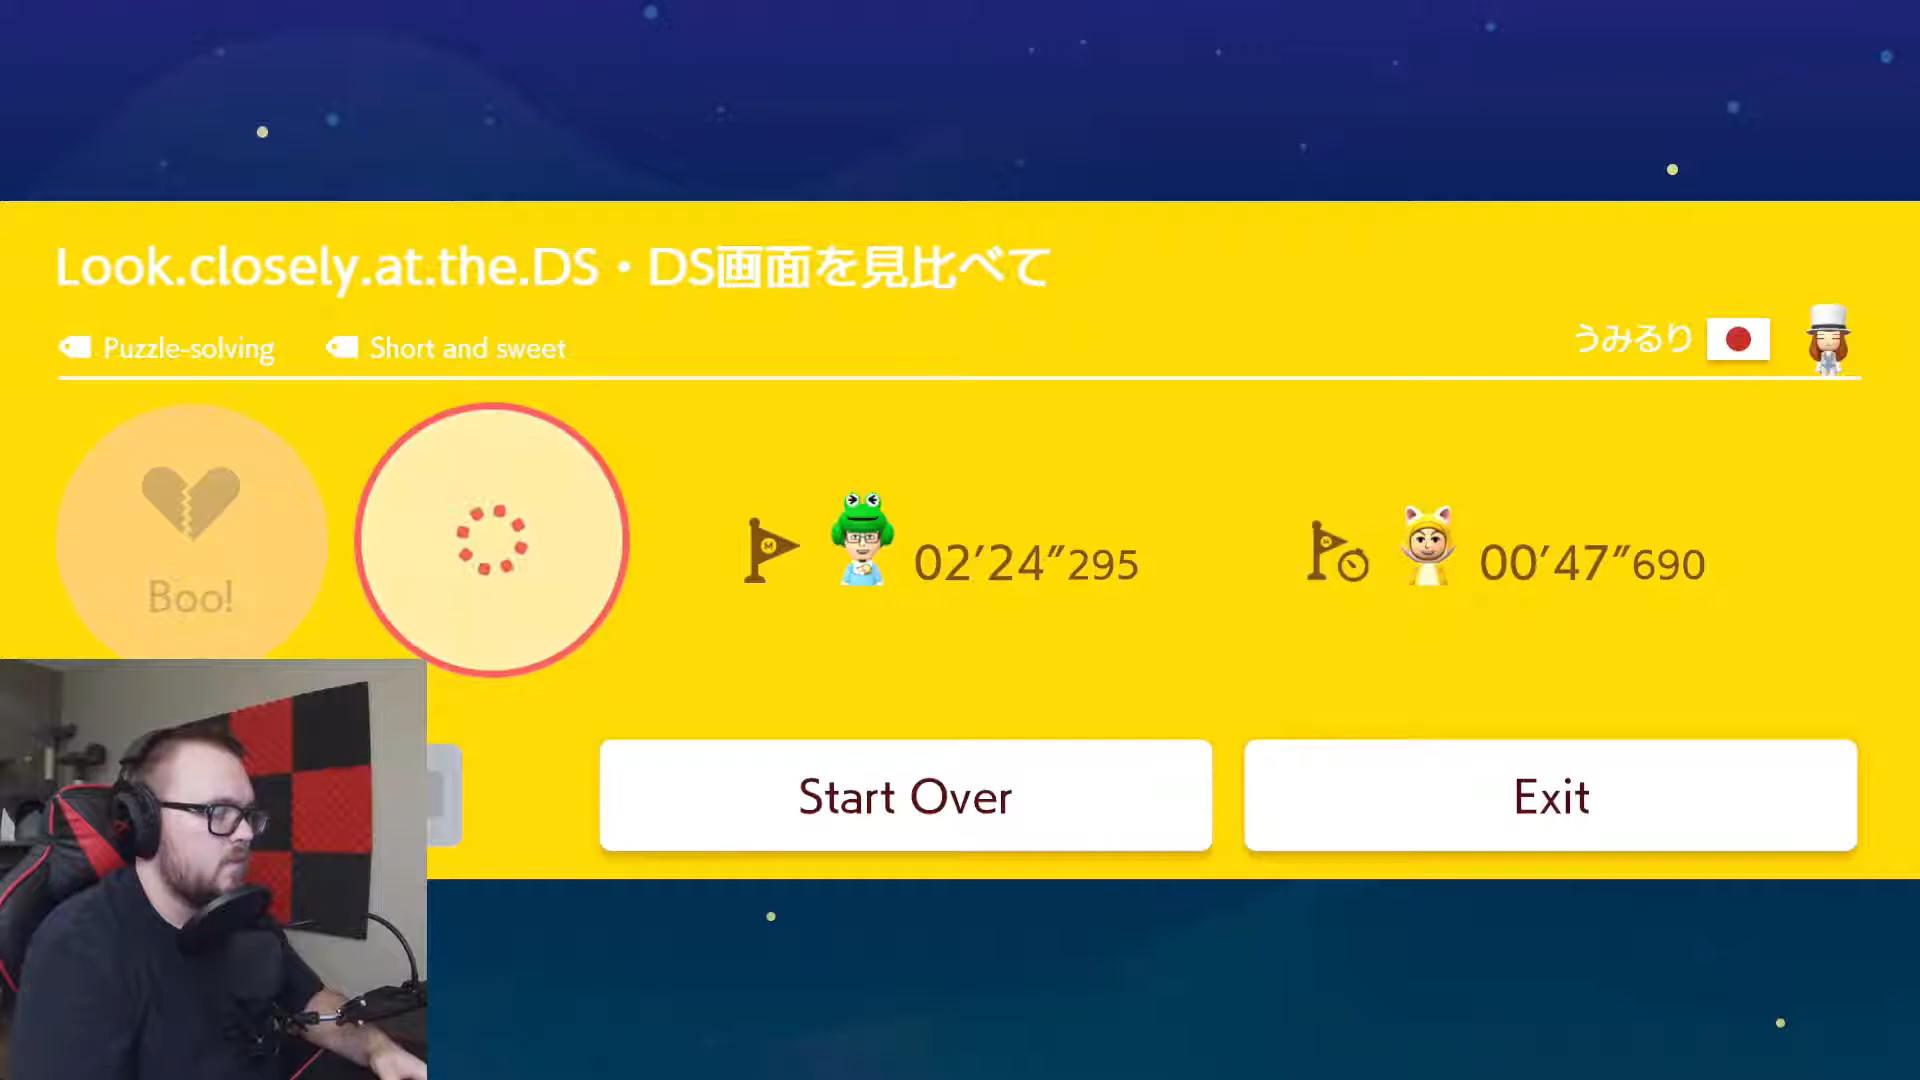 Look.closely.at.the.DS・DS画面を見比べて
Puzzle-solving Short and sweet
うみるり
Boo!
M 02'24"295
M 00'47"690
Start Over Exit